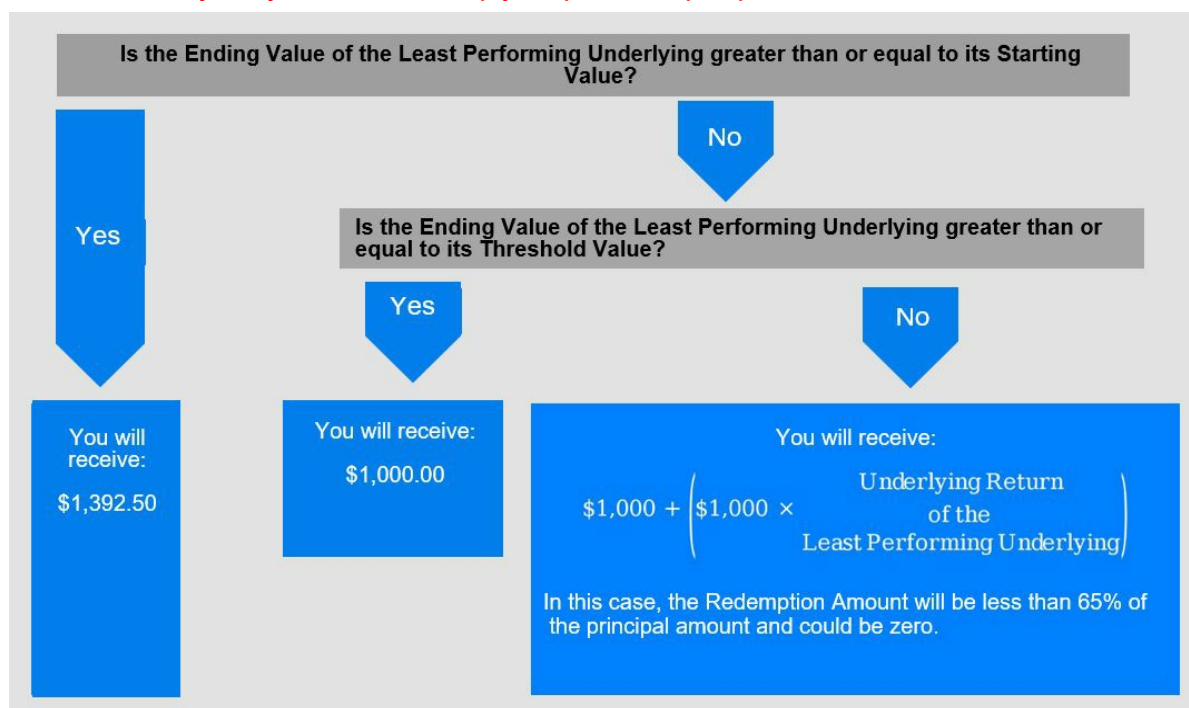 Is the Ending Value of the Least Performing Underlying greater than or equal to its Starting
Value?
No
Yes
Is the Ending Value of the Least Performing Underlying greater than or
equal to its Threshold Value?
Yes
No
You will
receive:
$1,392.50
You will receive:
$1,000.00
You will receive:
$1,000 + ($1,000 × Underlying Return
of the
Least Performing Underlying)
In this case, the Redemption Amount will be less than 65% of
the principal amount and could be zero.